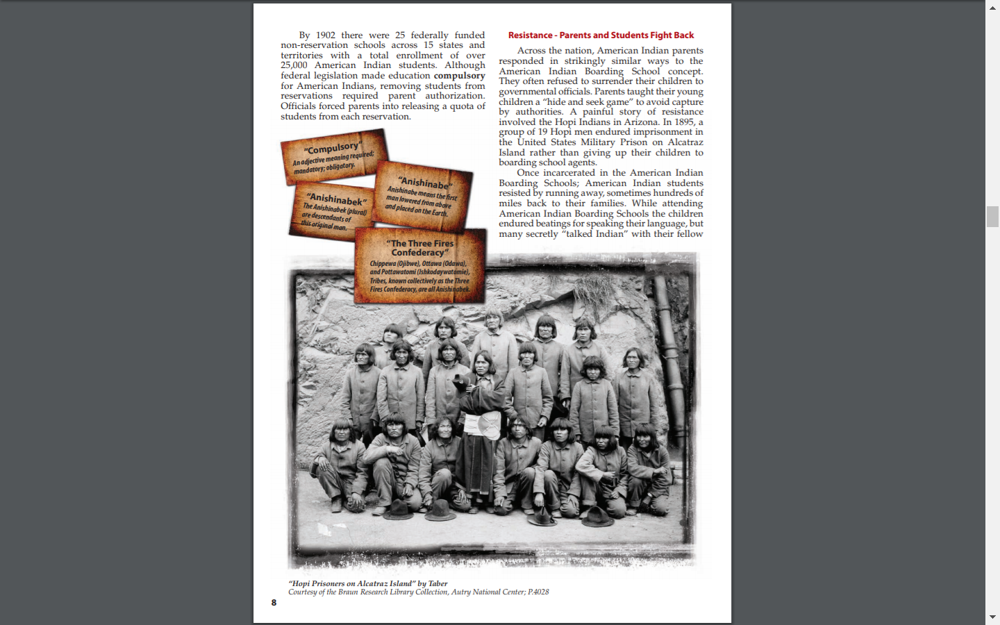 By 1902 there were 25 federally funded
non-reservation schools across 15 states and
territories with a total enrollment of over
25,000 American Indian students. Although
federal legislation made education compulsory
for American Indians, removing students from
reservations required parent authorization.
Officials forced parents into releasing a quota of
students from each reservation.
“Compulsory”
An adjective meaning required;
mandatory; obligatory.
“Anishinabe”
Anishinabe means the first
man lowered from above
and placed on the Earth.
“Anishinabek”
The Anishinabek (plural)
are descendants of
this original man.
“The Three Fires
Confederacy”
Chippewa (Ojibwe), Ottawa (Odawa),
and Pottawatomi (Ishkodaywatomie),
Tribes, known collectively as the Three
Fires Confederacy, are all Anishinabek.
Resistance - Parents and Students Fight Back
Across the nation, American Indian parents
responded in strikingly similar ways to the
American Indian Boarding School concept.
They often refused to surrender their children to
governmental officials. Parents taught their young
children a “hide and seek game” to avoid capture
by authorities. A painful story of resistance
involved the Hopi Indians in Arizona. In 1895, a
group of 19 Hopi men endured imprisonment in
the United States Military Prison on Alcatraz
Island rather than giving up their children to
boarding school agents.
Once incarcerated in the American Indian
Boarding Schools; American Indian students
resisted by running away, sometimes hundreds of
miles back to their families. While attending
American Indian Boarding Schools the children
endured beatings for speaking their language, but
many secretly “talked Indian” with their fellow
“Hopi Prisoners on Alcatraz Island” by Taber
Courtesy of the Braun Research Library Collection, Autry National Center; P.4028
8